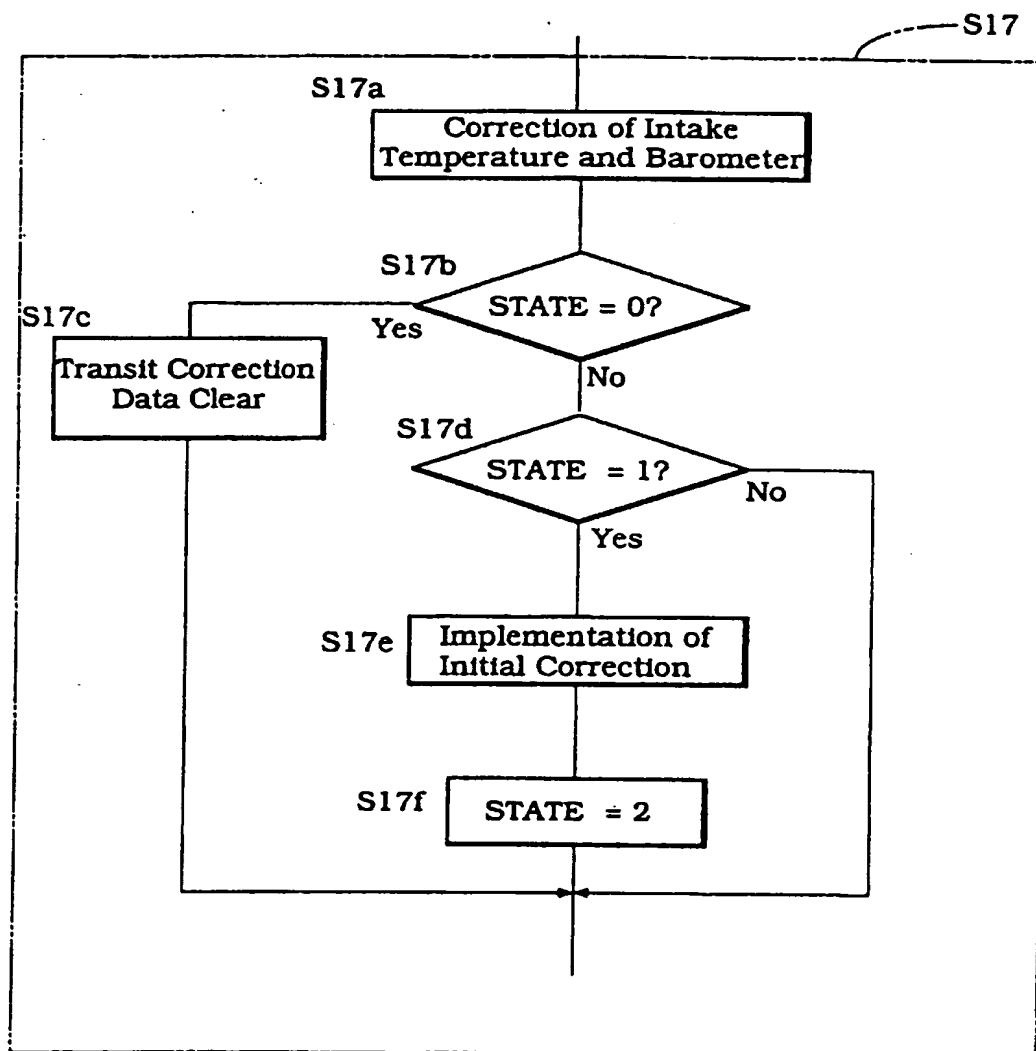 S17
S17a
Correction of Intake
Temperature and Barometer
S17b
STATE = 0?
Yes
No
S17c
Transit Correction
Data Clear
S17d
STATE = 1?
No
Yes
S17e
Implementation of
Initial Correction
S17f
STATE = 2